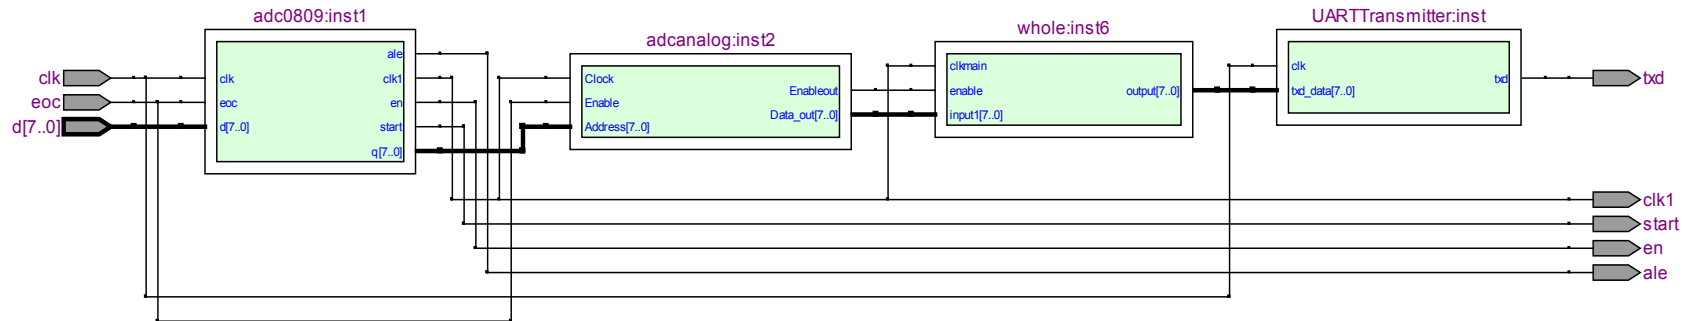 adc0809:inst1
adcanalog:inst2
whole:inst6
UARTTransmitter:inst
clk
eoc
d[7..0]
clk
eoc
d[7..0]
ale
clk1
en
start
q[7..0]
Clock
Enable
Address[7..0]
Enableout
Data_out[7..0]
clkmain
enable
input1[7..0]
output[7..0]
clk
txd_data[7..0]
txd
txd
clk1
start
en
ale